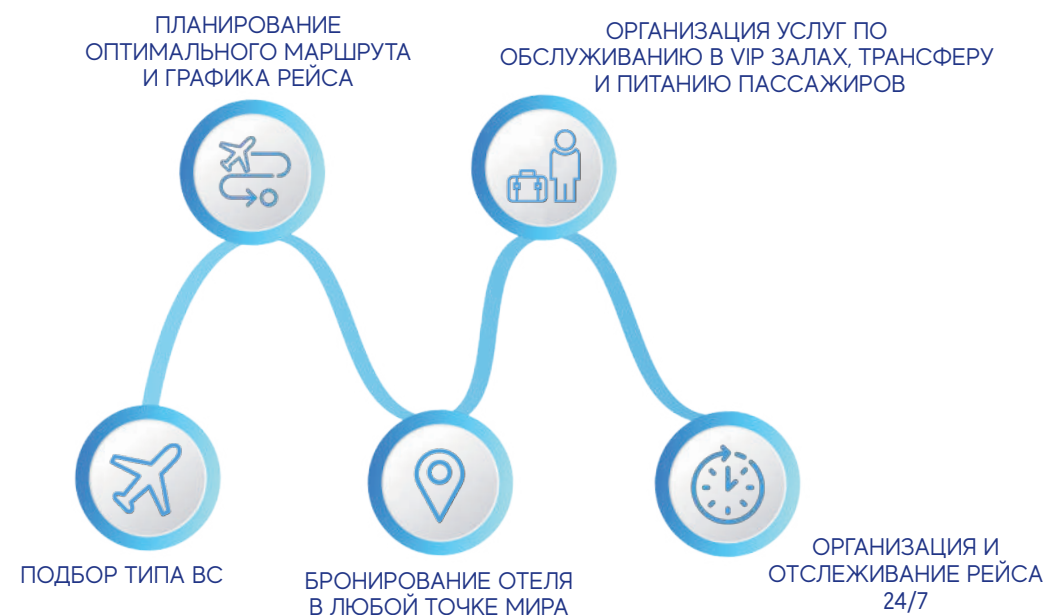 ПЛАНИРОВАНИЕ
ОПТИМАЛЬНОГО МАРШРУТА
И ГРАФИКА РЕЙСА
ОРГАНИЗАЦИЯ УСЛУГ ПО
ОБСЛУЖИВАНИЮ В VIP ЗАЛАХ, ТРАНСФЕРУ
И ПИТАНИЮ ПАССАЖИРОВ
ПОДБОР ТИПА ВС
БРОНИРОВАНИЕ ОТЕЛЯ
В ЛЮБОЙ ТОЧКЕ МИРА
ОРГАНИЗАЦИЯ И
ОТСЛЕЖИВАНИЕ РЕЙСА
24/7